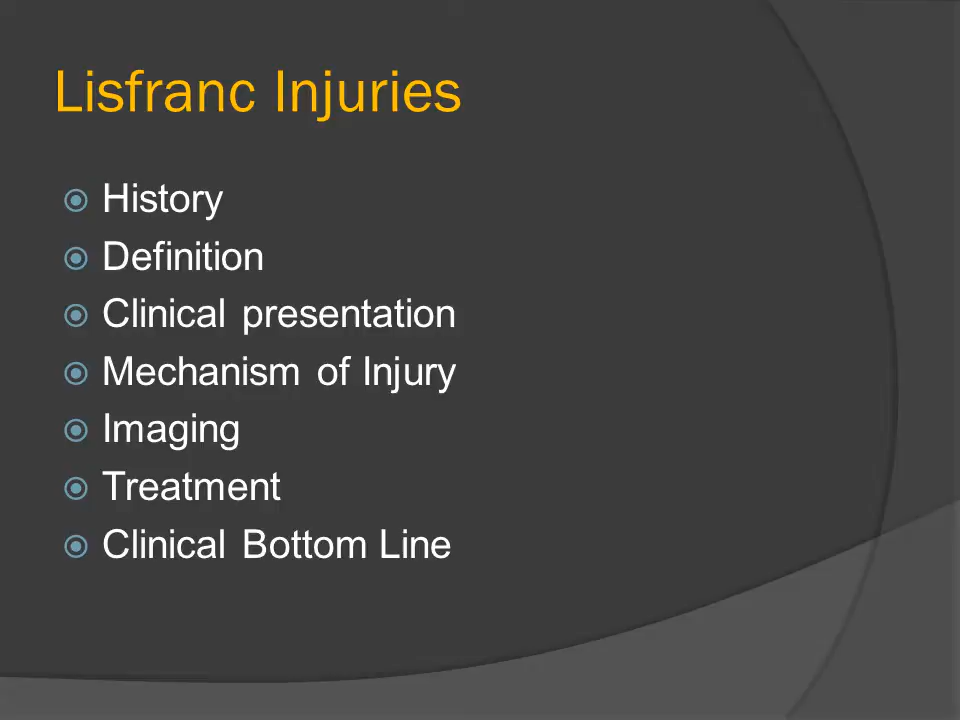 Lisfranc Injuries
History
Definition
Clinical presentation
Mechanism of Injury
Imaging
Treatment
Clinical Bottom Line